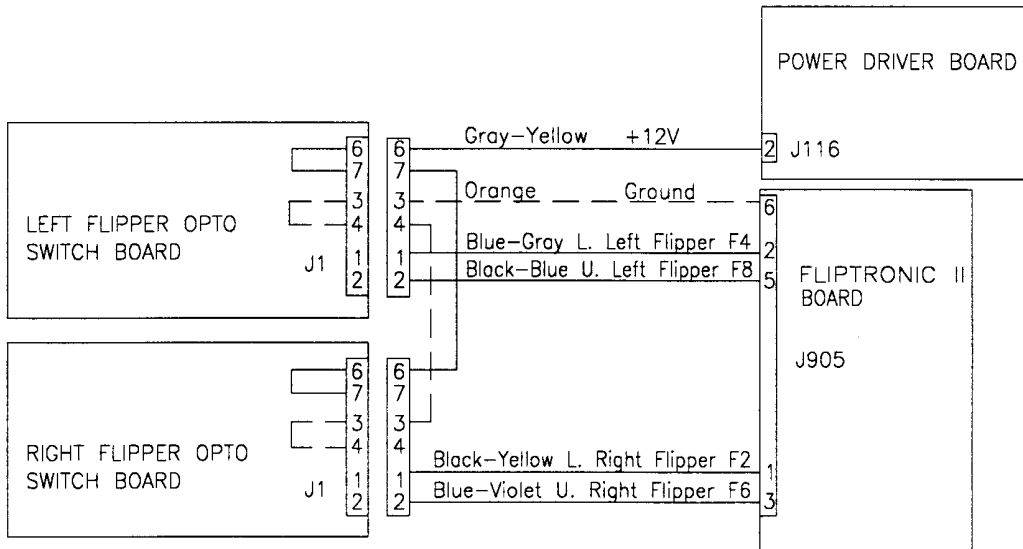 POWER DRIVER BOARD
2 J116
LEFT FLIPPER OPTO
SWITCH BOARD
J1
6
7
3
4
1
2
6
7
3
4
1
2
Gray-Yellow +12V
Orange Ground
Blue-Gray L. Left Flipper F4
Black-Blue U. Left Flipper F8
6
2
5
FLIPTRONIC II
BOARD
J905
1
3
RIGHT FLIPPER OPTO
SWITCH BOARD
J1
6
7
3
4
1
2
6
7
3
4
1
2
Black-Yellow L. Right Flipper F2
Blue-Violet U. Right Flipper F6